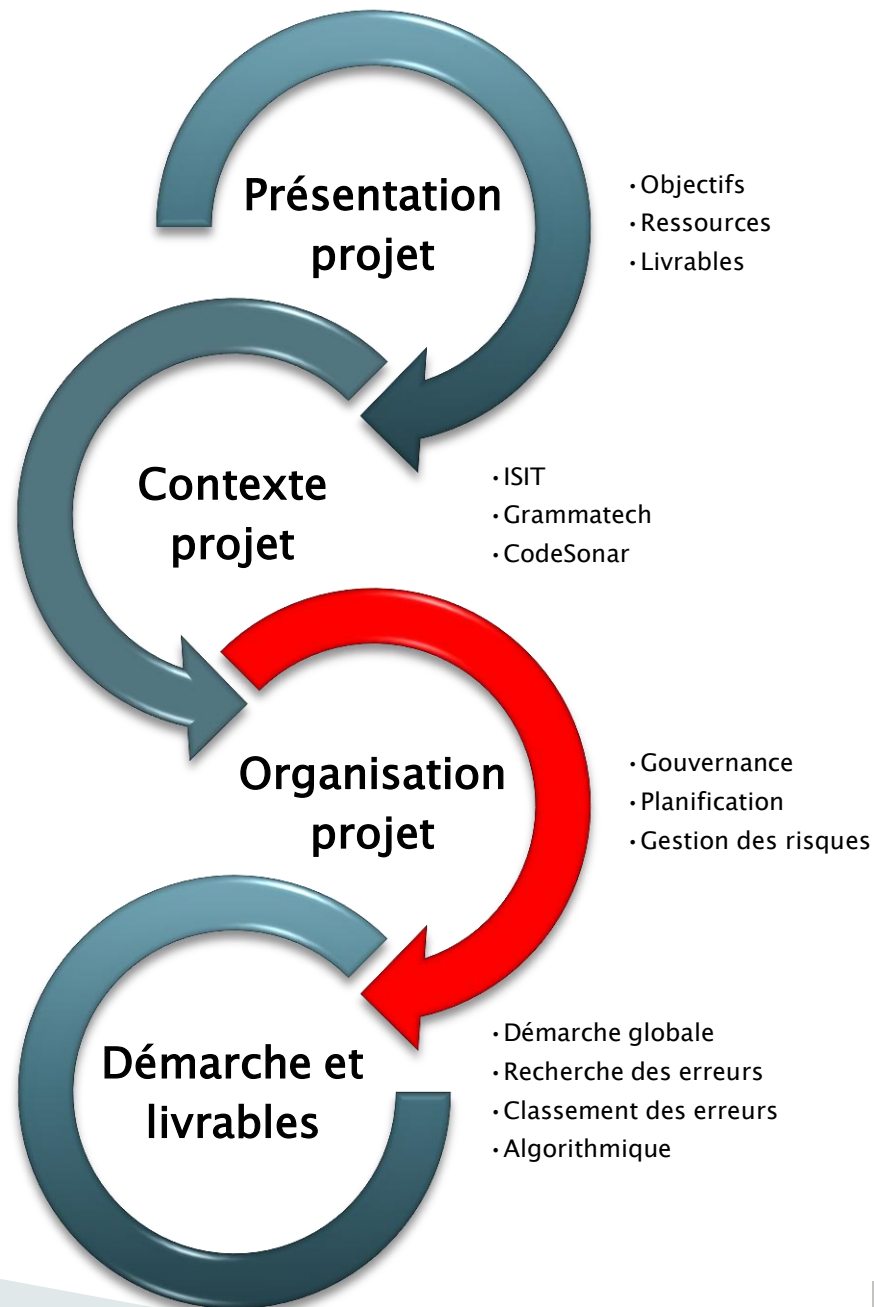 Présentation
projet
•Objectifs
•Ressources
•Livrables
Contexte
projet
•ISIT
•Grammatech
•CodeSonar
Organisation
projet
•Gouvernance
•Planification
•Gestion des risques
Démarche et
livrables
•Démarche globale
•Recherche des erreurs
•Classement des erreurs
•Algorithmique